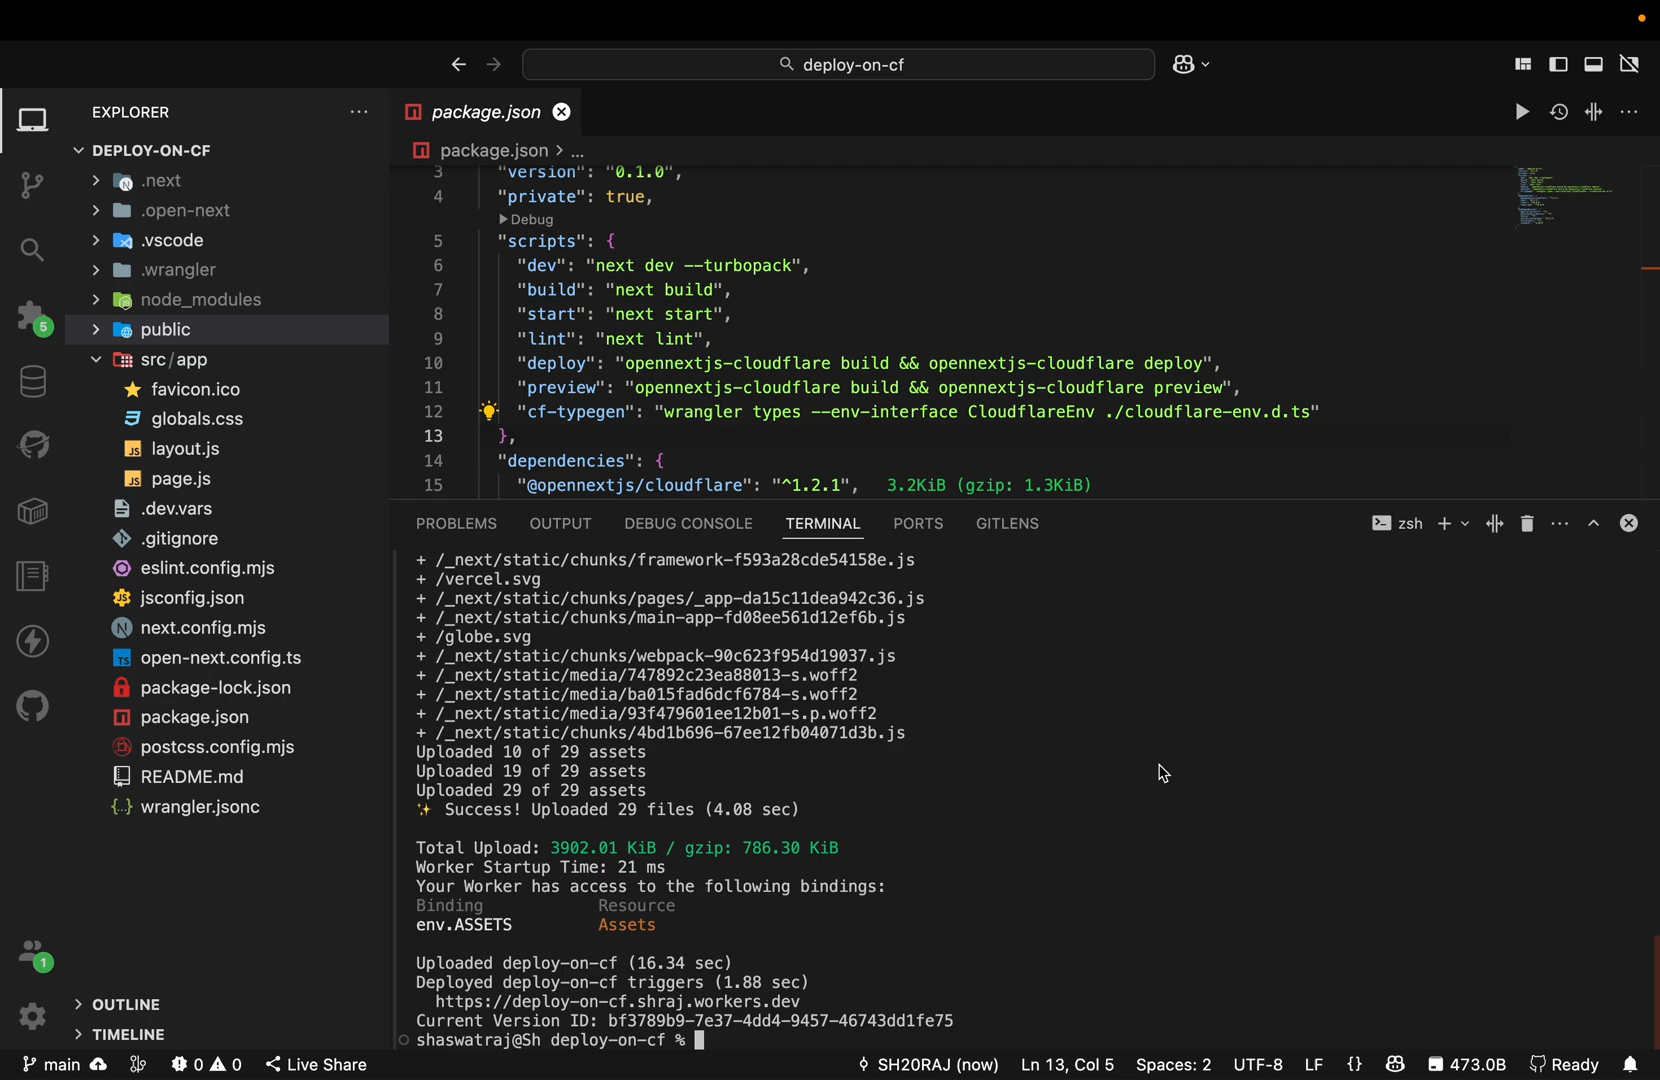 deploy-on-cf
EXPLORER
DEPLOY-ON-CF
.next
.open-next
.vscode
.wrangler
node_modules
public
src/app
favicon.ico
globals.css
layout.js
page.js
.dev.vars
.gitignore
eslint.config.mjs
jsconfig.json
next.config.mjs
open-next.config.ts
package-lock.json
package.json
postcss.config.mjs
README.md
wrangler.jsonc
OUTLINE
TIMELINE
5
1
package.json
package.json > ...
3 "version": "0.1.0",
4 "private": true,
Debug
5 "scripts": {
6 "dev": "next dev --turbopack",
7 "build": "next build",
8 "start": "next start",
9 "lint": "next lint",
10 "deploy": "opennextjs-cloudflare build && opennextjs-cloudflare deploy",
11 "preview": "opennextjs-cloudflare build && opennextjs-cloudflare preview",
12 "cf-typegen": "wrangler types --env-interface CloudflareEnv ./cloudflare-env.d.ts"
13 },
14 "dependencies": {
15 "@opennextjs/cloudflare": "^1.2.1", 3.2KiB (gzip: 1.3KiB)
PROBLEMS OUTPUT DEBUG CONSOLE TERMINAL PORTS GITLENS zsh
+ /_next/static/chunks/framework-f593a28cde54158e.js
+ /vercel.svg
+ /_next/static/chunks/pages/_app-da15c11dea942c36.js
+ /_next/static/chunks/main-app-fd08ee561d12ef6b.js
+ /globe.svg
+ /_next/static/chunks/webpack-90c623f954d19037.js
+ /_next/static/media/747892c23ea88013-s.woff2
+ /_next/static/media/ba015fad6dcf6784-s.woff2
+ /_next/static/media/93f479601ee12b01-s.p.woff2
+ /_next/static/chunks/4bd1b696-67ee12fb04071d3b.js
Uploaded 10 of 29 assets
Uploaded 19 of 29 assets
Uploaded 29 of 29 assets
✨ Success! Uploaded 29 files (4.08 sec)
Total Upload: 3902.01 KiB / gzip: 786.30 KiB
Worker Startup Time: 21 ms
Your Worker has access to the following bindings:
Binding Resource
env.ASSETS Assets
Uploaded deploy-on-cf (16.34 sec)
Deployed deploy-on-cf triggers (1.88 sec)
https://deploy-on-cf.shraj.workers.dev
Current Version ID: bf3789b9-7e37-4dd4-9457-46743dd1fe75
shaswatraj@Sh deploy-on-cf %
main 0 0 Live Share SH20RAJ (now) Ln 13, Col 5 Spaces: 2 UTF-8 LF {} 473.0B Ready